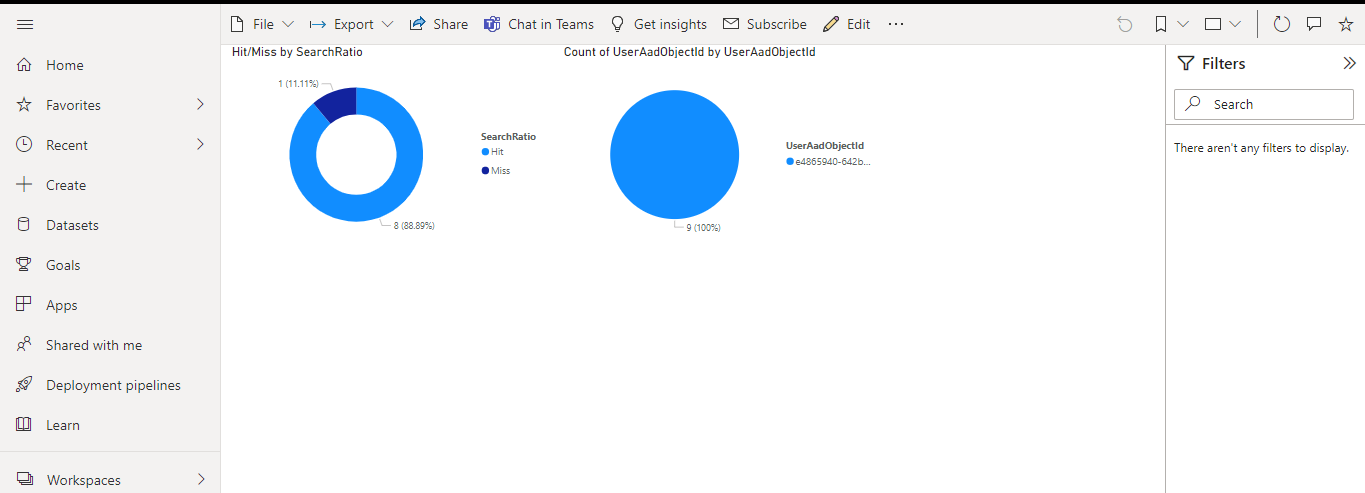 File
Export
Share
Chat in Teams
Get insights
Subscribe
Edit
Home
Favorites
Recent
Create
Datasets
Goals
Apps
Shared with me
Deployment pipelines
Learn
Workspaces
Hit/Miss by SearchRatio
1 (11.11%)
8 (88.89%)
SearchRatio
Hit
Miss
Count of UserAadObjectId by UserAadObjectId
9 (100%)
UserAadObjectId
e4865940-642b...
Filters
Search
There aren't any filters to display.